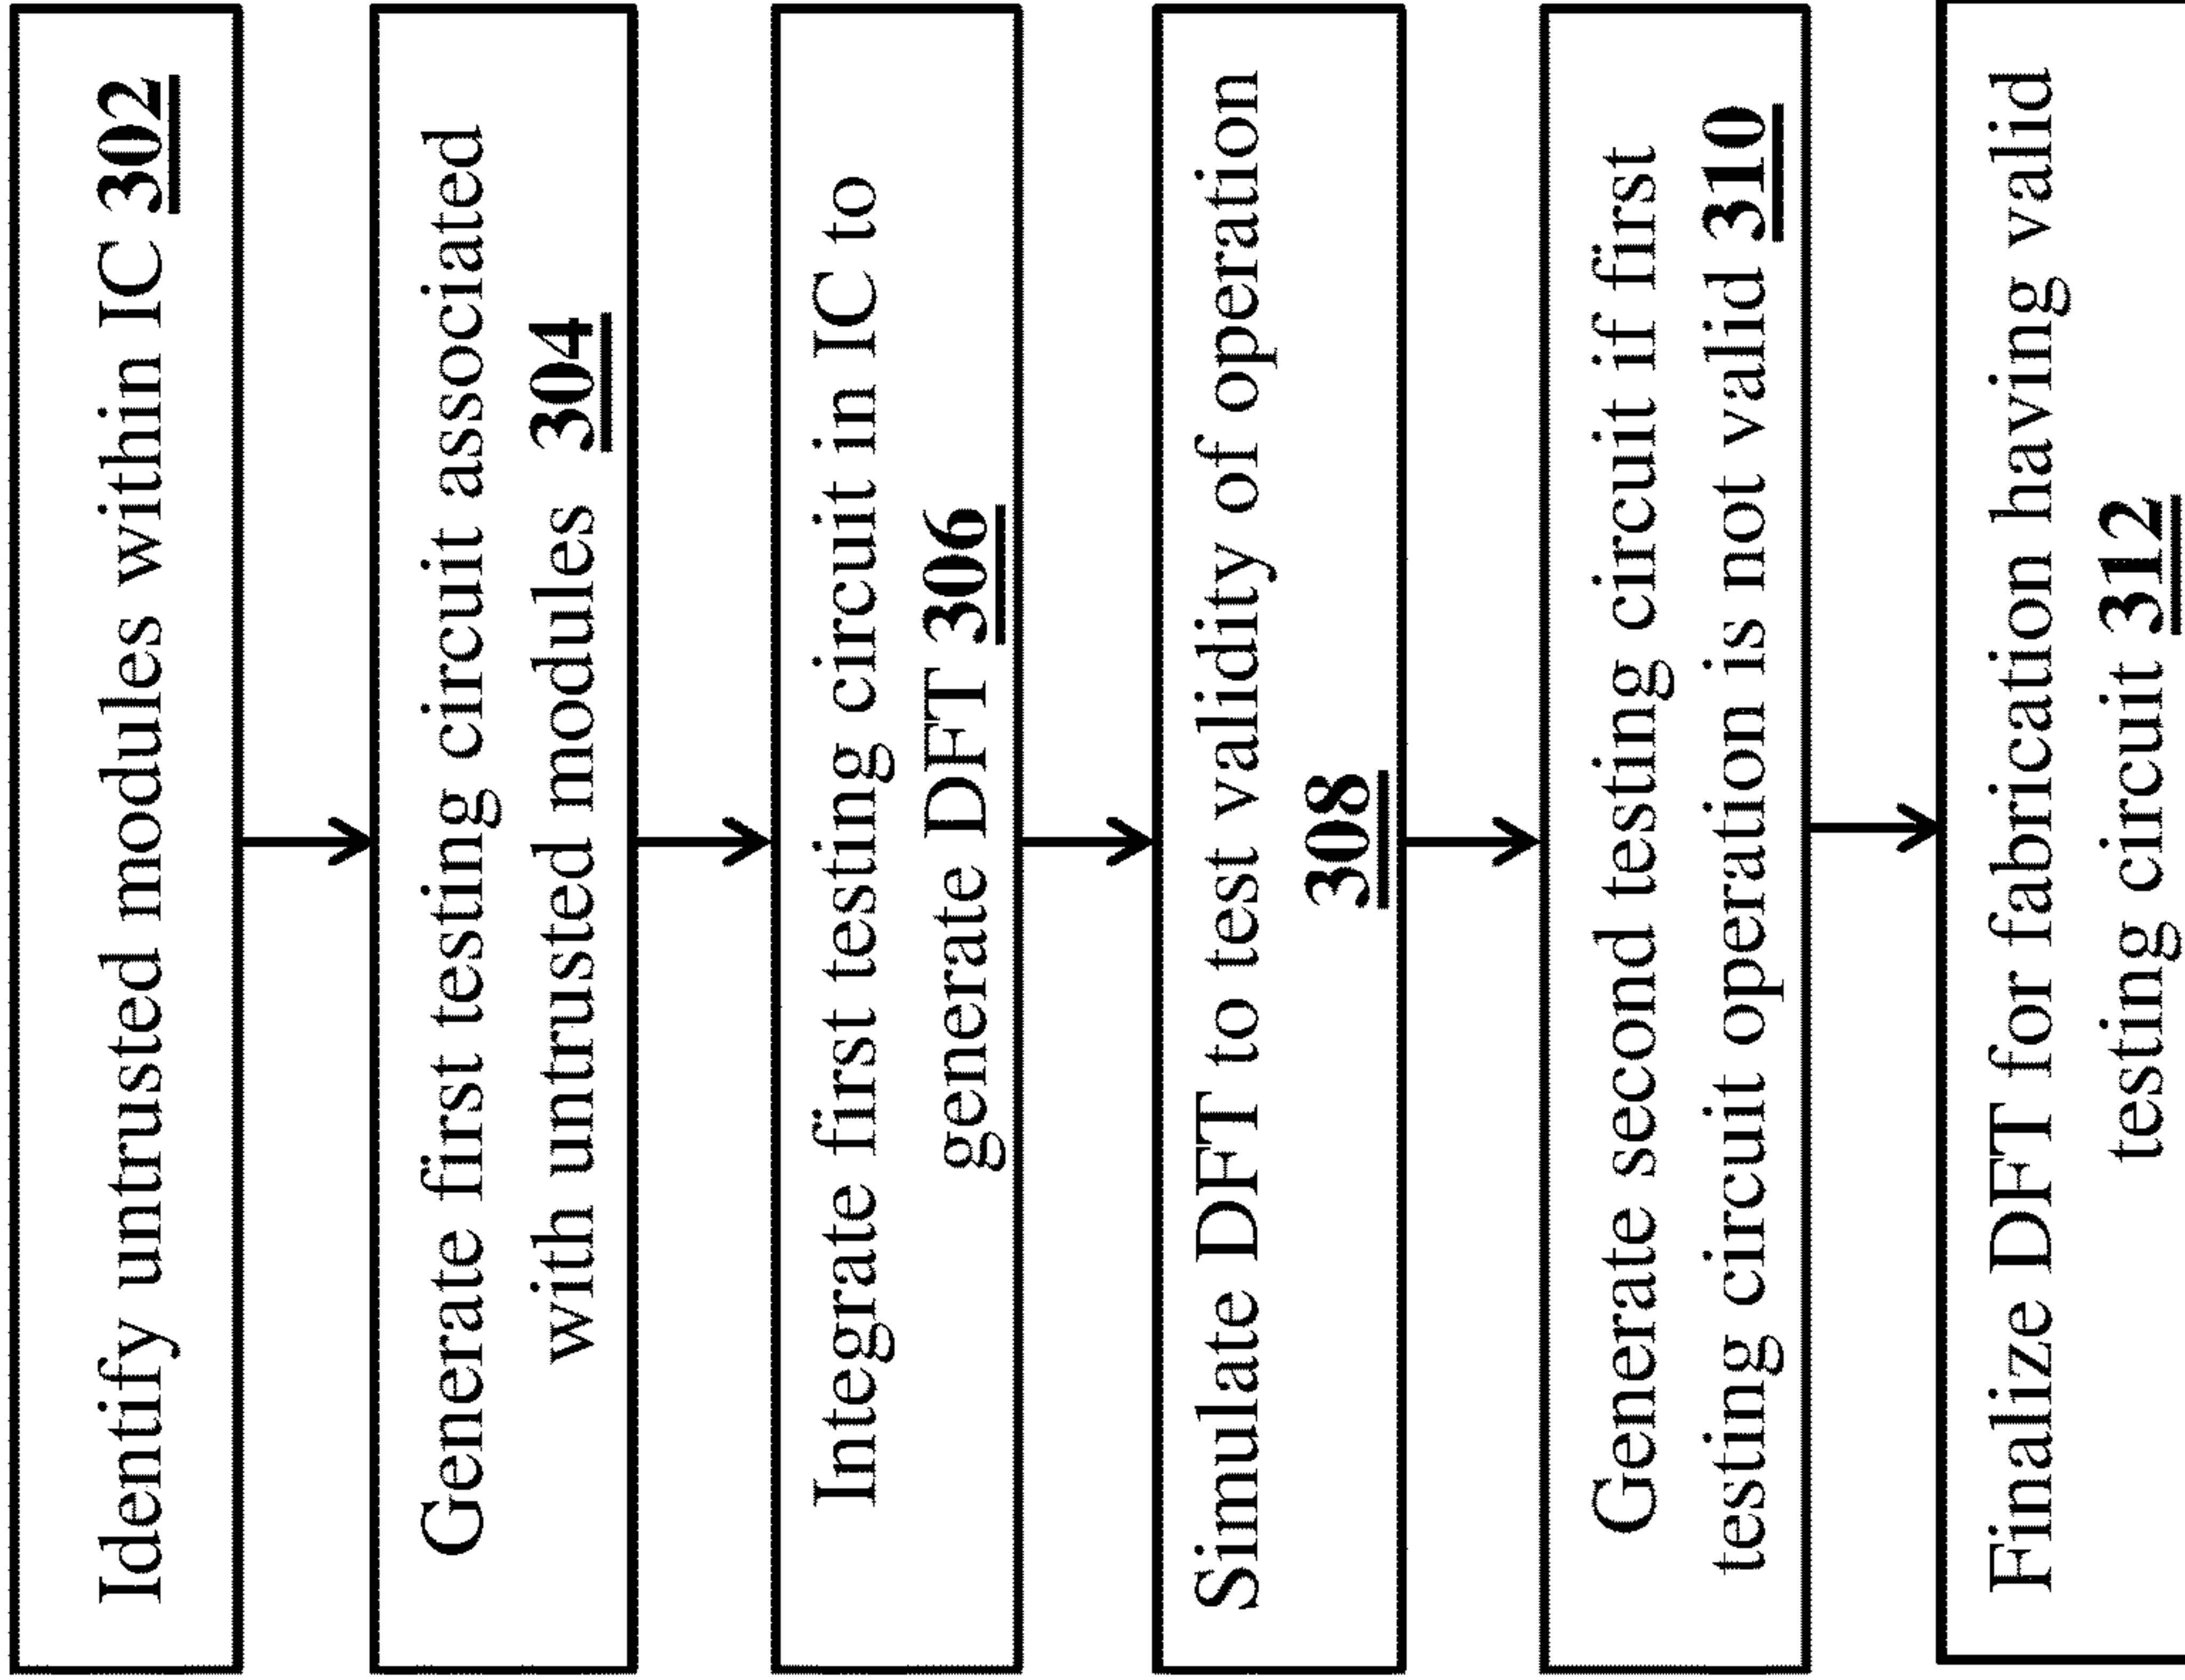 Identify untrusted modules within IC 302
Generate first testing circuit associated
with untrusted modules 304
Integrate first testing circuit in IC to
generate DFT 306
Simulate DFT to test validity of operation
308
Generate second testing circuit if first
testing circuit operation is not valid 310
Finalize DFT for fabrication having valid
testing circuit 312